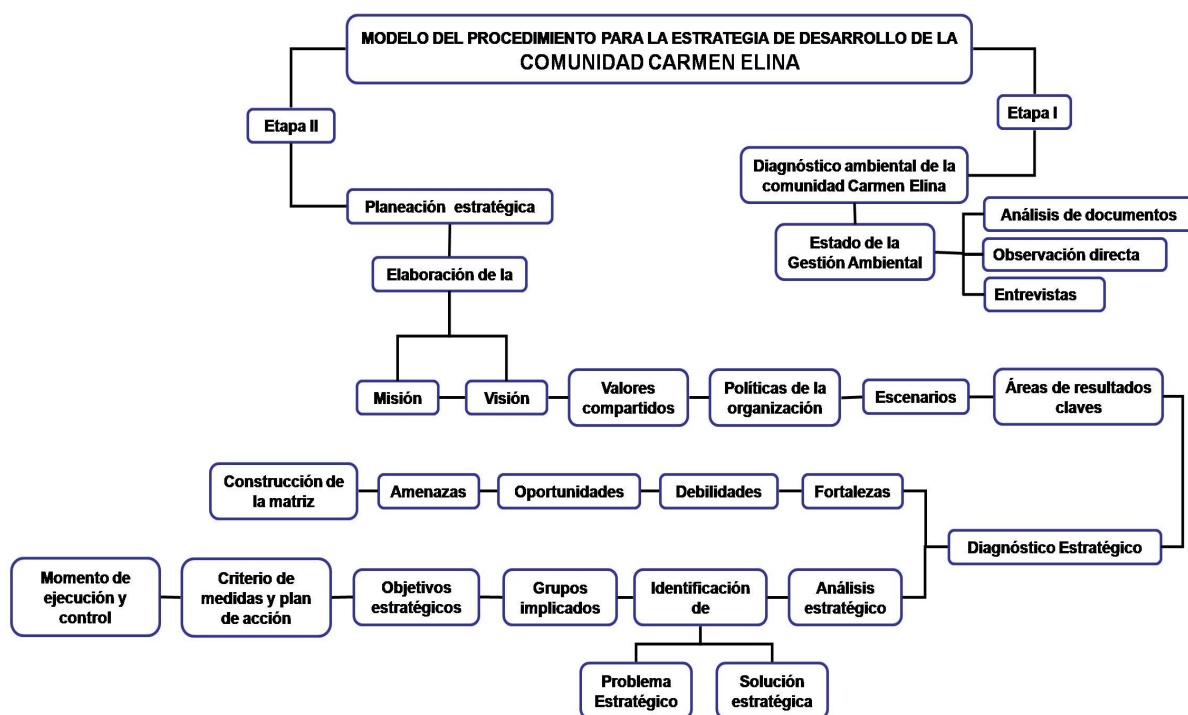 MODELO DEL PROCEDIMIENTO PARA LA ESTRATEGIA DE DESARROLLO DE LA
COMUNIDAD CARMEN ELINA
Etapa II
Etapa I
Diagnóstico ambiental de la
comunidad Carmen Elina
Planeación estratégica
Análisis de documentos
Estado de la
Gestión Ambiental
Observación directa
Elaboración de la
Entrevistas
Misión
Visión
Valores
compartidos
Políticas de la
organización
Escenarios
Áreas de resultados
claves
Construcción de
la matriz
Amenazas
Oportunidades
Debilidades
Fortalezas
Diagnóstico Estratégico
Momento de
ejecución y
control
Criterio de
medidas y plan
de acción
Objetivos
estratégicos
Grupos
implicados
Identificación
de
Análisis
estratégico
Problema
Estratégico
Solución
estratégica